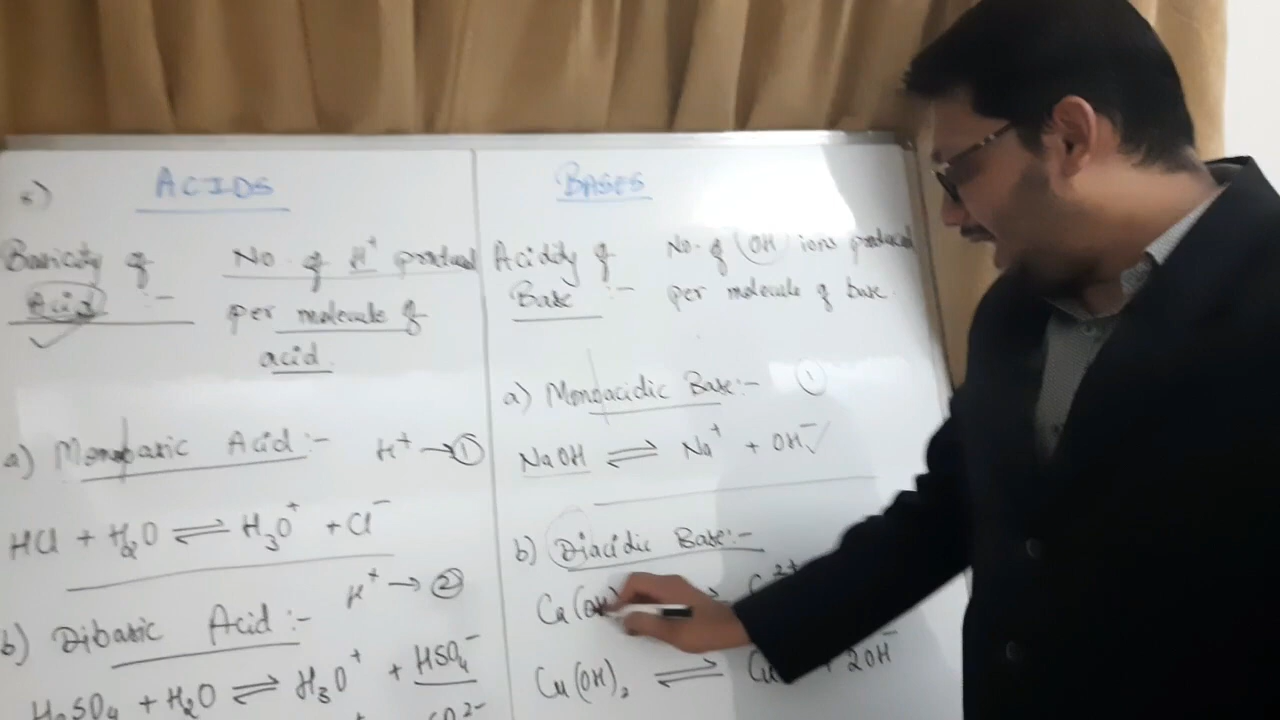 c)
ACIDS
Basicity of
Acid :-
No. of H⁺ produced
per molecule of
acid.
a) Monobasic Acid:- H⁺ → ①
HCl + H₂O ⇌ H₃O⁺ + Cl⁻
H⁺ → ②
b) Dibasic Acid:-
H₂SO₄ + H₂O ⇌ H₃O⁺ + HSO₄⁻
BASES
Acidity of
Base :-
No. of (OH) ions produced
per molecule of base.
a) Monoacidic Base:- ①
NaOH ⇌ Na⁺ + OH⁻
b) Diacidic Base:-
Ca(OH)
Cu(OH)₂ ⇌ Cu + 2OH⁻